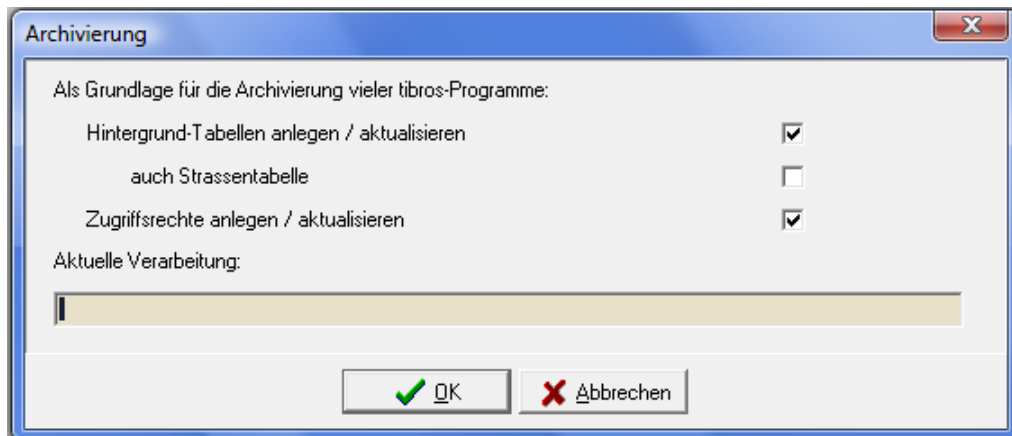 Archivierung
Als Grundlage für die Archivierung vieler tibros-Programme:
Hintergrund-Tabellen anlegen / aktualisieren
auch Strassentabelle
Zugriffsrechte anlegen / aktualisieren
Aktuelle Verarbeitung:
OK Abbrechen